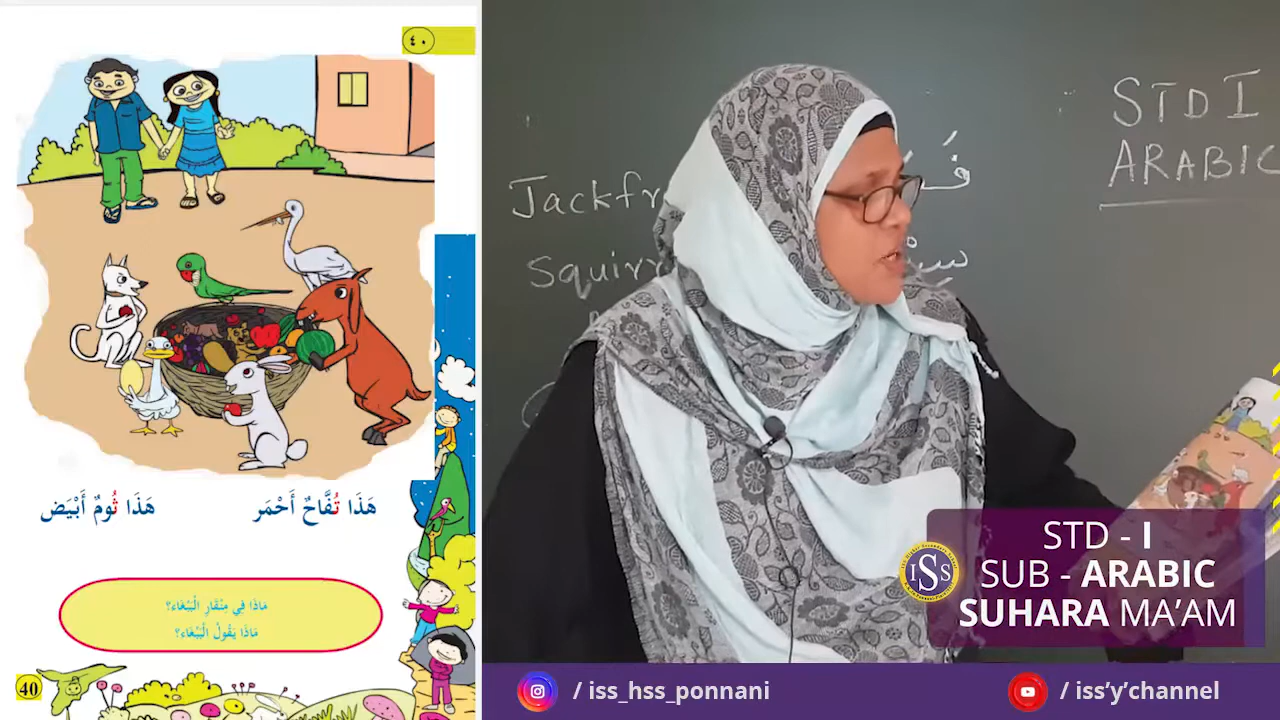 ٤٠
هَذَا تُفَّاحٌ أَحْمَر
هَذَا ثُومٌ أَبْيَض
مَاذَا فِي مِنْقَارِ الْبَبْغَاء؟
مَاذَا يَقُولُ الْبَبْغَاء؟
40
STD I
ARABIC
Jackfr
Squirr
STD - I
SUB - ARABIC
SUHARA MA'AM
ISS
/ iss_hss_ponnani
/ iss'y'channel